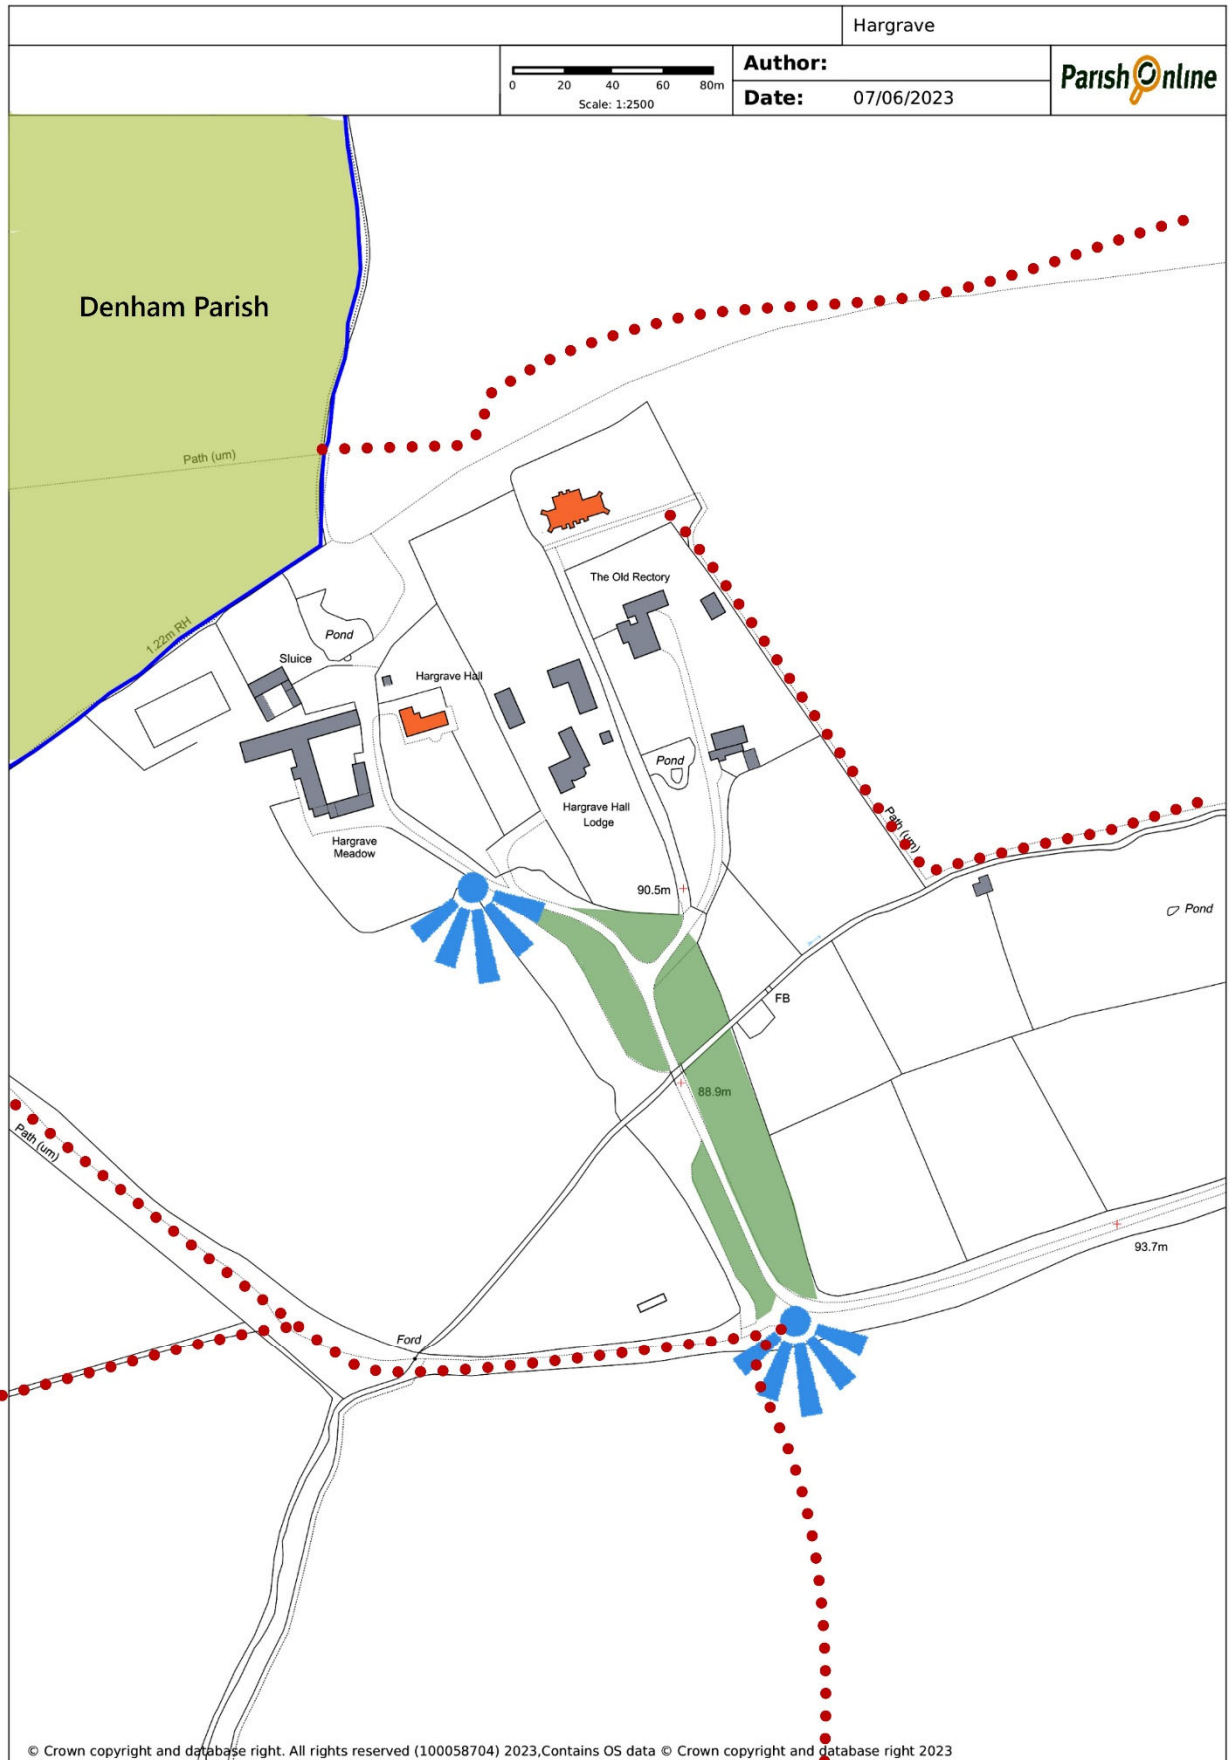 Hargrave
0 20 40 60 80m
Scale: 1:2500
Author:
Date: 07/06/2023
Parish Online
Denham Parish
Path (um)
The Old Rectory
1.22m RH
Pond
Sluice
Hargrave Hall
Pond
Hargrave Hall
Lodge
Path (um)
Hargrave
Meadow
90.5m
Pond
FB
88.9m
Path (um)
93.7m
Ford
© Crown copyright and database right. All rights reserved (100058704) 2023,Contains OS data © Crown copyright and database right 2023